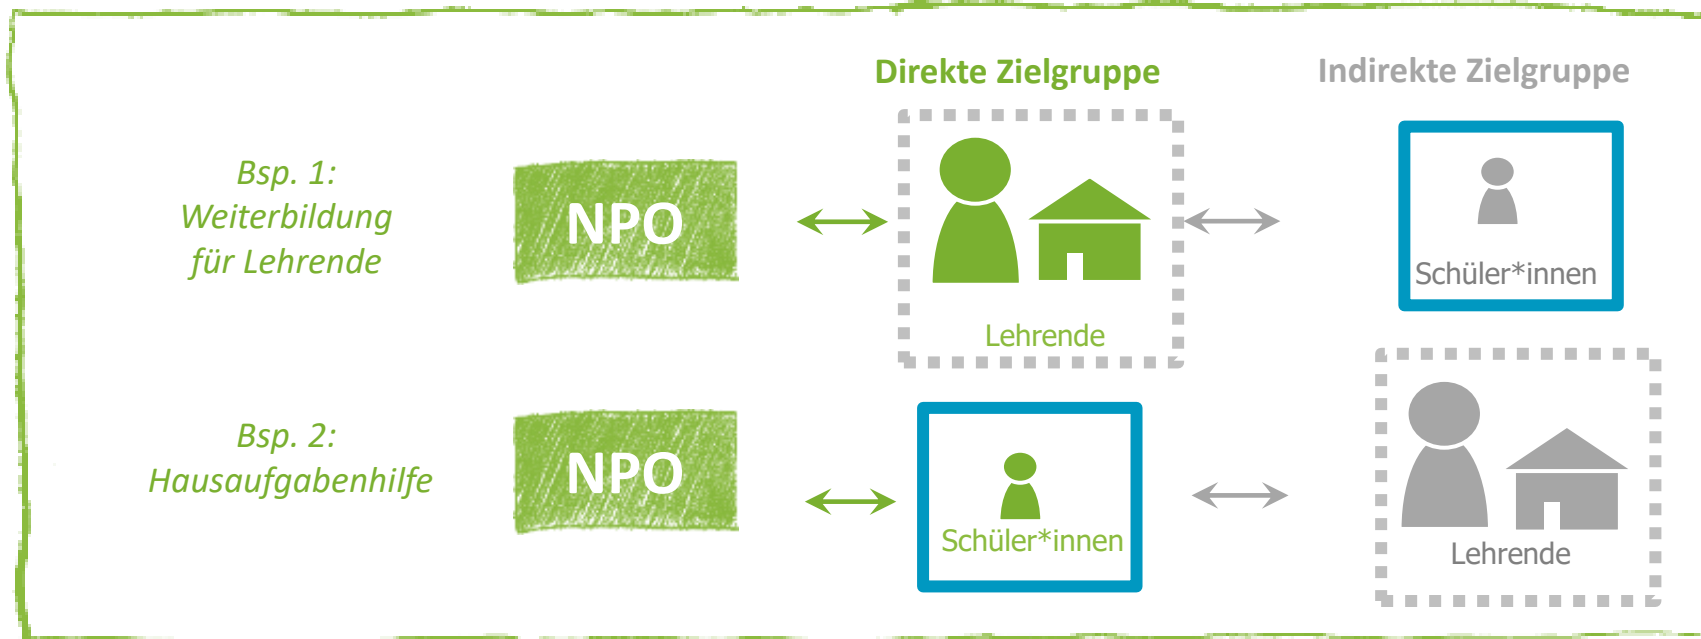 Direkte Zielgruppe
Indirekte Zielgruppe
Bsp. 1:
Weiterbildung
für Lehrende
NPO
Lehrende
Schüler*innen
Bsp. 2:
Hausaufgabenhilfe
NPO
Schüler*innen
Lehrende